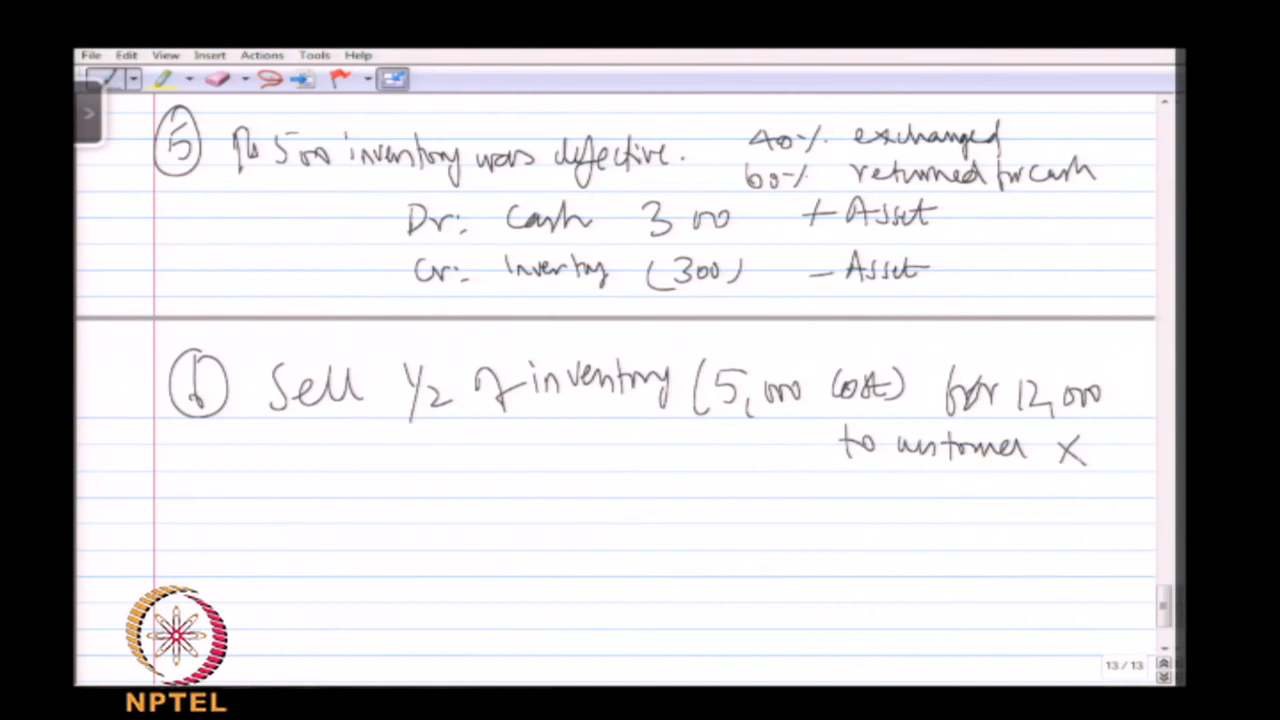 File Edit View Insert Actions Tools Help
>
5 Rs 500 inventory was defective.
40% exchanged
60% returned for cash
Dr: Cash 300 + Asset
Cr: Inventory (300) - Asset
6 Sell 1/2 of inventory (5,000 cost) for 12,000
to customer X
13 / 13
NPTEL